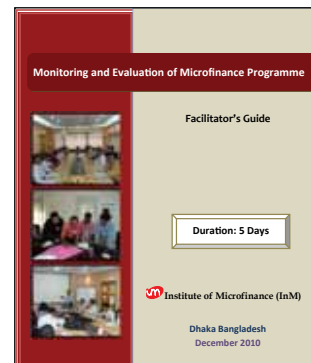 Monitoring and Evaluation of Microfinance Programme
Facilitator's Guide
Duration: 5 Days
Institute of Microfinance (InM)
Dhaka Bangladesh
December 2010